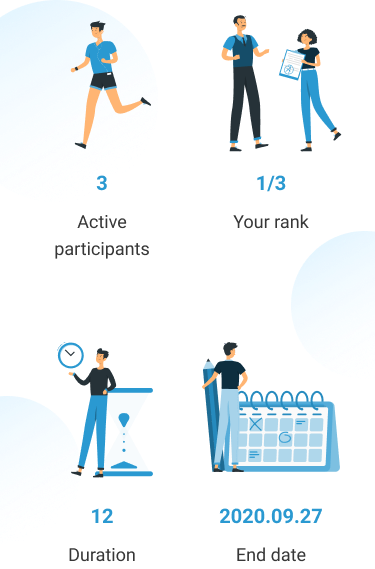 3
Active
participants
1/3
Your rank
12
Duration
2020.09.27
End date